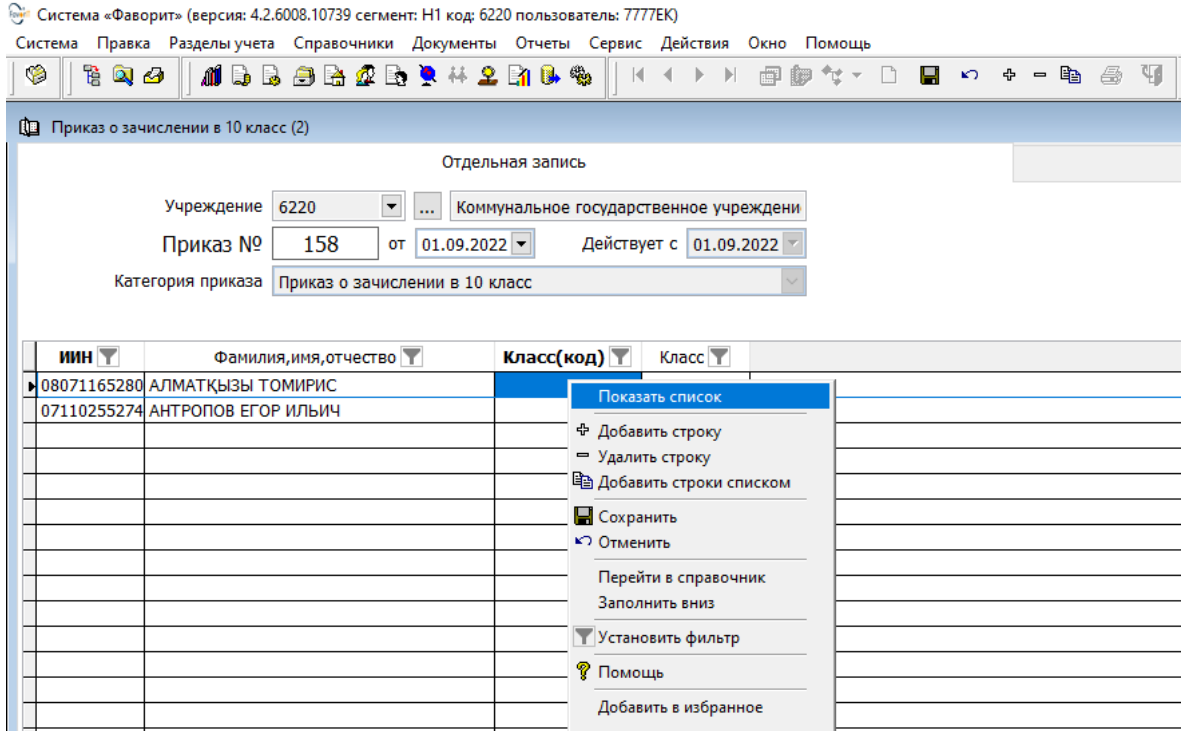 Система «Фаворит» (версия: 4.2.6008.10739 сегмент: H1 код: 6220 пользователь: 7777ЕК)
Система Правка Разделы учета Справочники Документы Отчеты Сервис Действия Окно Помощь
Приказ о зачислении в 10 класс (2)
Отдельная запись
Учреждение 6220 ... Коммунальное государственное учреждени
Приказ № 158 от 01.09.2022 Действует с 01.09.2022
Категория приказа Приказ о зачислении в 10 класс
ИИН Фамилия,имя,отчество Класс(код) Класс
08071165280 АЛМАТҚЫЗЫ ТОМИРИС
07110255274 АНТРОПОВ ЕГОР ИЛЬИЧ
Показать список
Добавить строку
Удалить строку
Добавить строки списком
Сохранить
Отменить
Перейти в справочник
Заполнить вниз
Установить фильтр
Помощь
Добавить в избранное